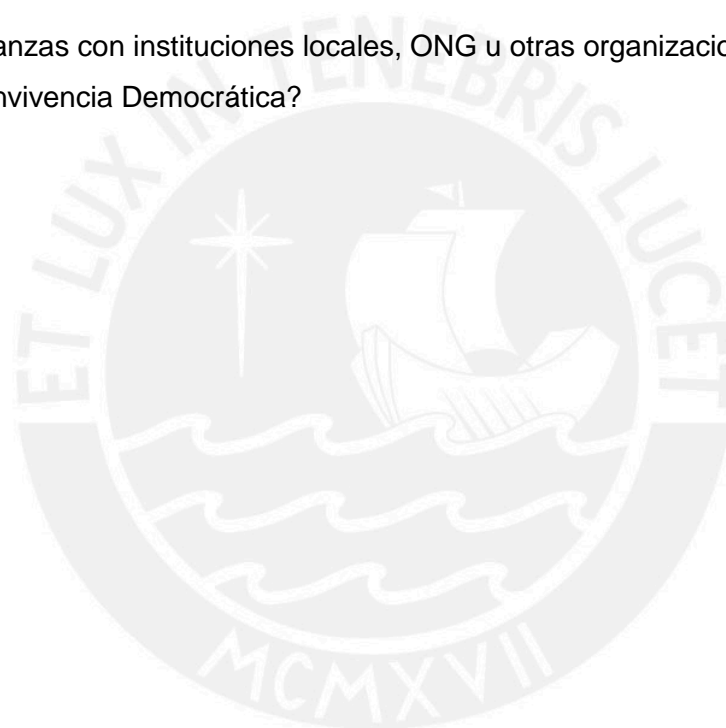 anzas con instituciones locales, ONG u otras organizacio
nvivencia Democrática?
ET LUX IN TENEBRIS LUCET
MCMXVII